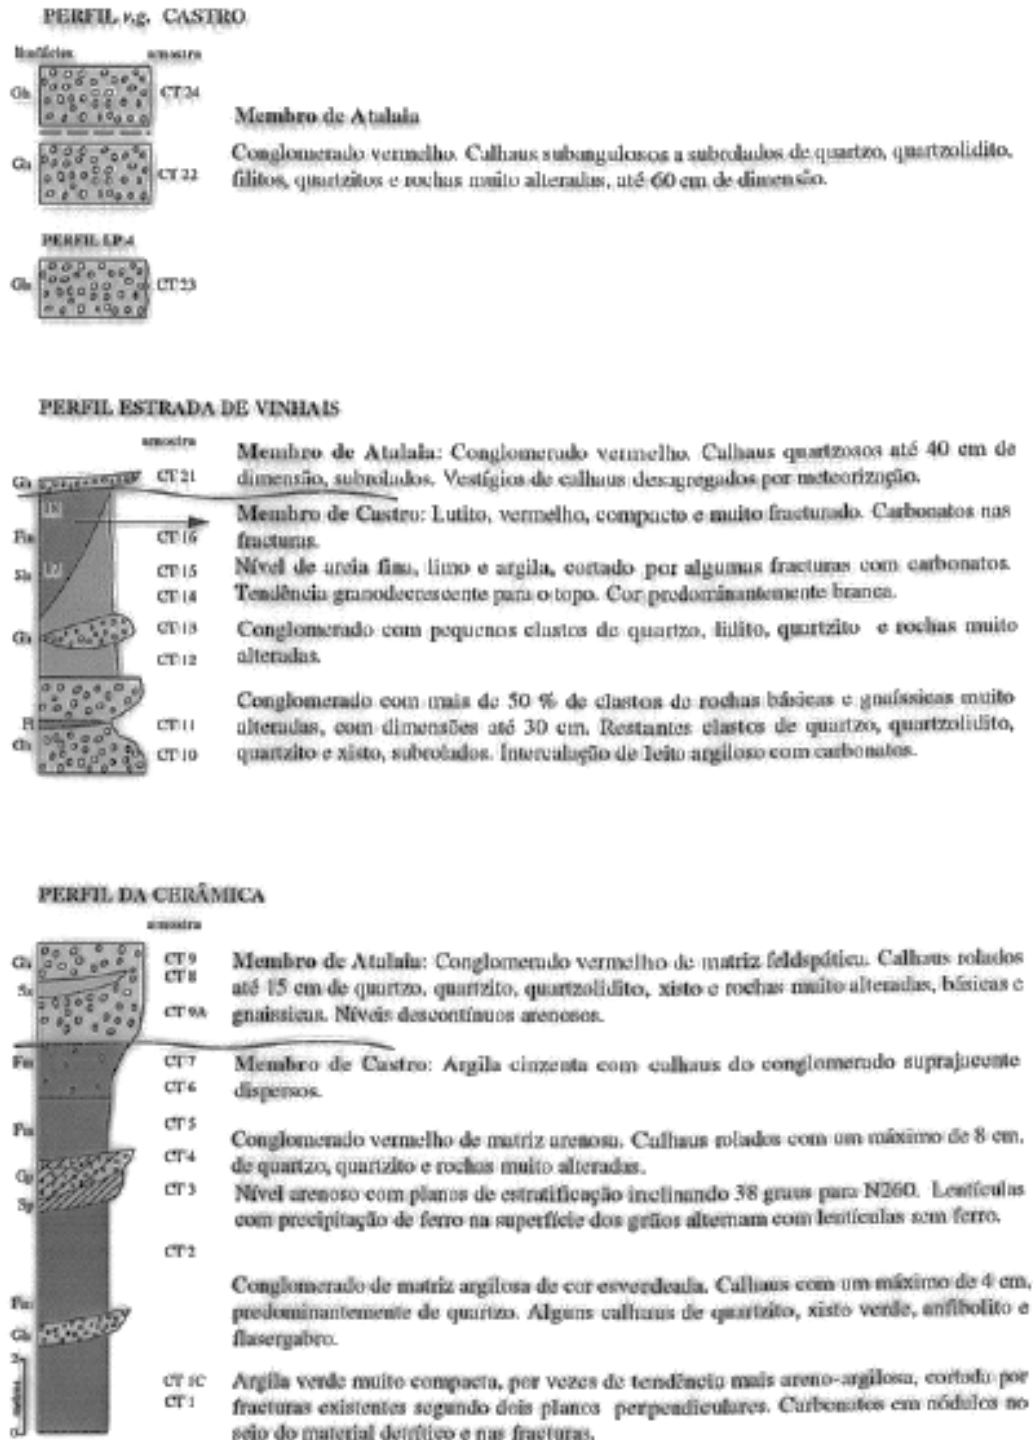 PERFIL v.g. CASTRO
litofácies amostra
Gh CT 24
Membro de Atalaia
Conglomerado vermelho. Calhaus subangulosos a subrolados de quartzo, quartzolidito,
Gh CT 22
filitos, quartzitos e rochas muito alteradas, até 60 cm de dimensão.
PERFIL LP.4
Gh CT 23
PERFIL ESTRADA DE VINHAIS
amostra
Membro de Atalaia: Conglomerado vermelho. Calhaus quartzosos até 40 cm de
Gh CT 21
dimensão, subrolados. Vestígios de calhaus desagregados por meteorização.
18
Membro de Castro: Lutito, vermelho, compacto e muito fracturado. Carbonatos nas
Fm CT 16
fracturas.
17
CT 15
Nível de areia fina, limo e argila, cortado por algumas fracturas com carbonatos.
CT 14
Tendência granodecrescente para o topo. Cor predominantemente branca.
Gh CT 13
Conglomerado com pequenos clastos de quartzo, filito, quartzito e rochas muito
CT 12
alteradas.
Conglomerado com mais de 50 % de clastos de rochas básicas e gnaíssicas muito
Fl CT 11
alteradas, com dimensões até 30 cm. Restantes clastos de quartzo, quartzolidito,
Gh CT 10
quartzito e xisto, subrolados. Intercalação de leito argiloso com carbonatos.
PERFIL DA CERÂMICA
amostra
CT 9
Membro de Atalaia: Conglomerado vermelho de matriz feldspática. Calhaus rolados
CT 8
até 15 cm de quartzo, quartzito, quartzolidito, xisto e rochas muito alteradas, básicas e
CT 9A
gnaissicas. Níveis descontínuos arenosos.
Fm CT 7
Membro de Castro: Argila cinzenta com calhaus do conglomerado suprajacente
CT 6
dispersos.
Fm CT 5
Conglomerado vermelho de matriz arenosa. Calhaus rolados com um máximo de 8 cm,
CT 4
de quartzo, quartzito e rochas muito alteradas.
Gp CT 3
Nível arenoso com planos de estratificação inclinando 38 graus para N260. Lentículas
Sp
com precipitação de ferro na superfície dos grãos alternam com lentículas sem ferro.
CT 2
Conglomerado de matriz argilosa de cor esverdeada. Calhaus com um máximo de 4 cm,
Fm
predominantemente de quartzo. Alguns calhaus de quartzito, xisto verde, anfibolito e
Gh
flasergabro.
2
metros
0
CT 1C
Argila verde muito compacta, por vezes de tendência mais areno-argilosa, cortada por
CT 1
fracturas existentes segundo dois planos perpendiculares. Carbonatos em nódulos no
seio do material detrítico e nas fracturas.